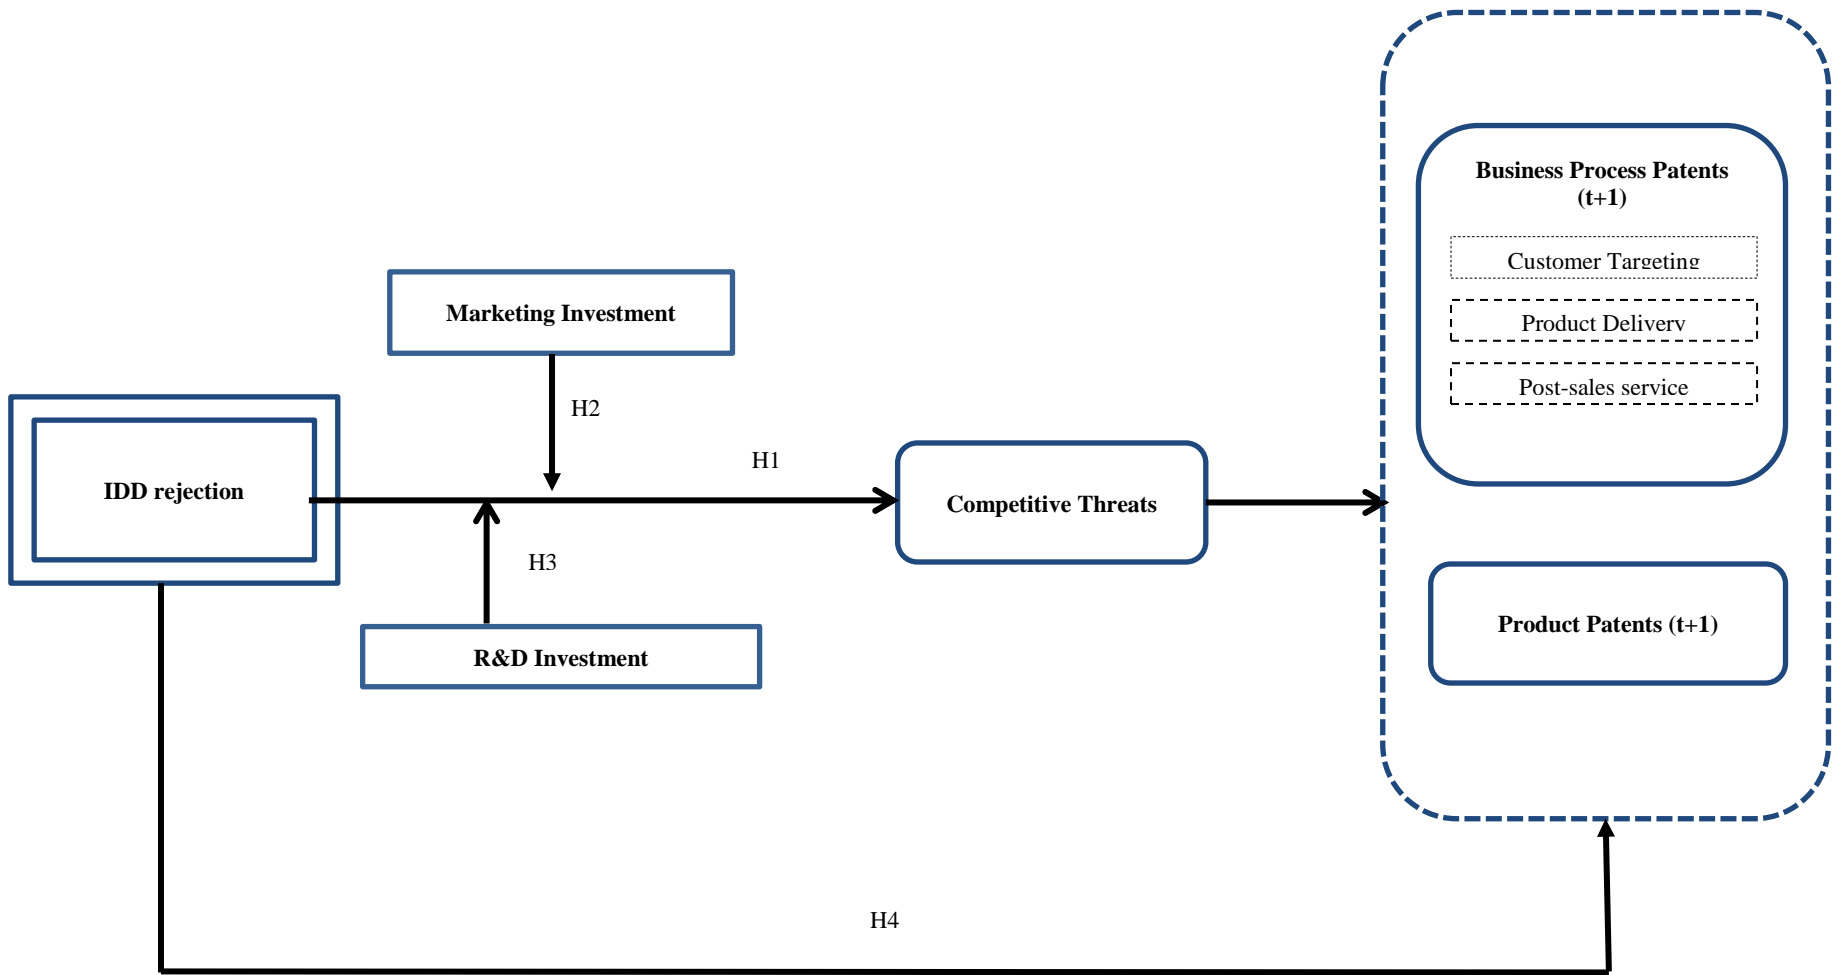 Business Process Patents
(t+1)
Customer Targeting
Product Delivery
Post-sales service
Marketing Investment
H2
H1
IDD rejection
Competitive Threats
H3
R&D Investment
Product Patents (t+1)
H4